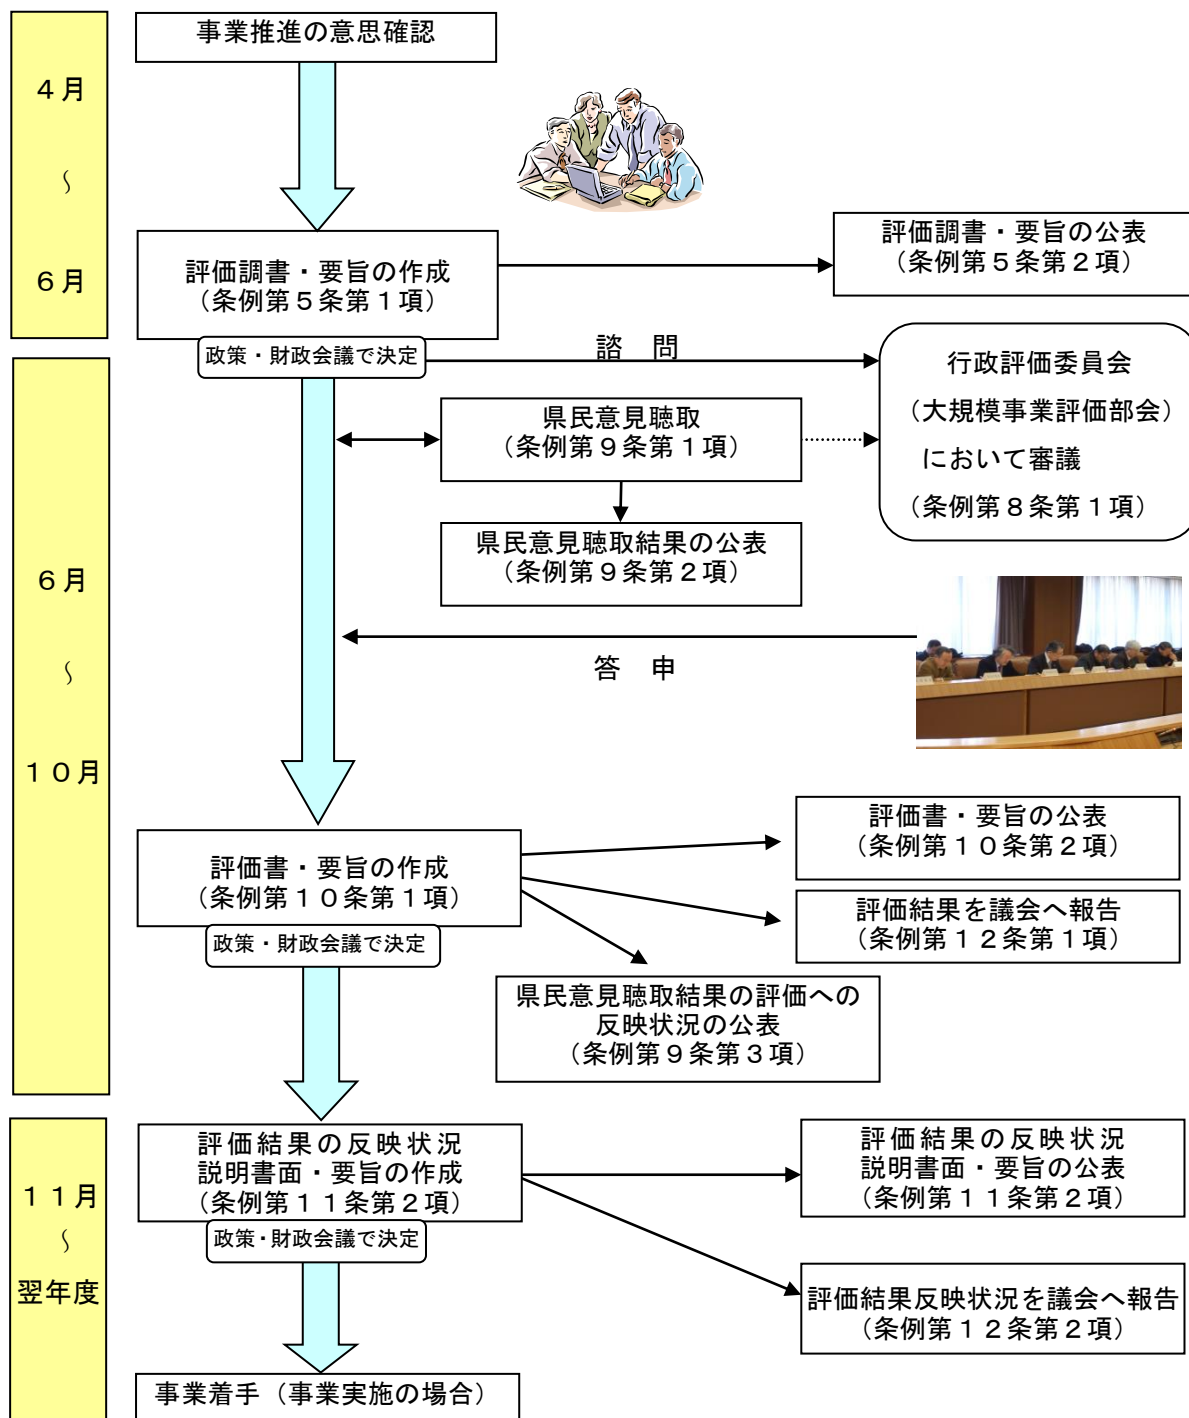 事業推進の意思確認
４月
～
６月
評価調書・要旨の作成
（条例第５条第１項）
政策・財政会議で決定
評価調書・要旨の公表
（条例第５条第２項）
諮　問
行政評価委員会
（大規模事業評価部会）
において審議
（条例第８条第１項）
県民意見聴取
（条例第９条第１項）
県民意見聴取結果の公表
（条例第９条第２項）
答　申
６月
～
１０月
評価書・要旨の作成
（条例第１０条第１項）
政策・財政会議で決定
評価書・要旨の公表
（条例第１０条第２項）
評価結果を議会へ報告
（条例第１２条第１項）
県民意見聴取結果の評価への
反映状況の公表
（条例第９条第３項）
１１月
～
翌年度
評価結果の反映状況
説明書面・要旨の作成
（条例第１１条第２項）
政策・財政会議で決定
評価結果の反映状況
説明書面・要旨の公表
（条例第１１条第２項）
評価結果反映状況を議会へ報告
（条例第１２条第２項）
事業着手（事業実施の場合）